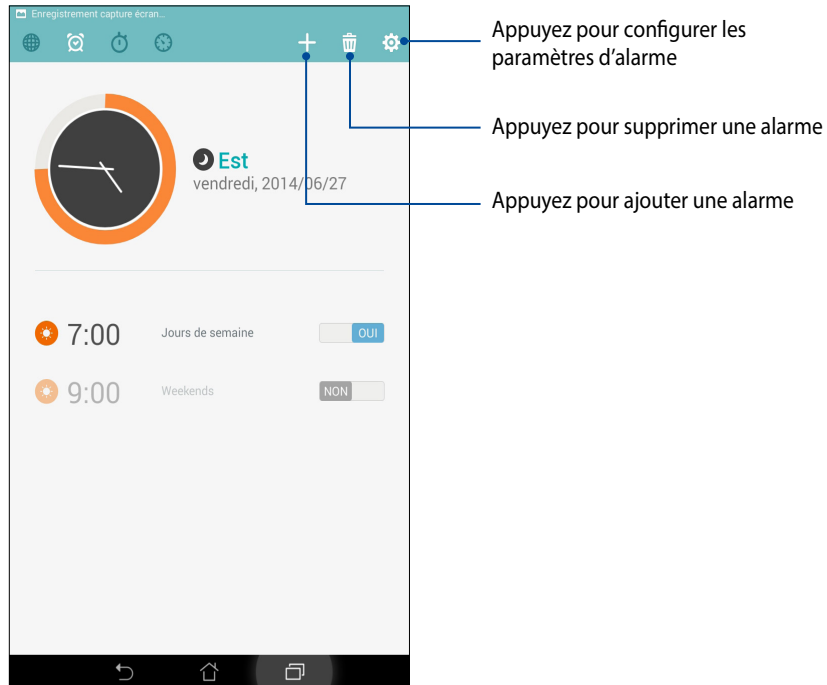 Enregistrement capture écran...
Appuyez pour configurer les
paramètres d'alarme
Appuyez pour supprimer une alarme
Appuyez pour ajouter une alarme
Est
vendredi, 2014/06/27
7:00 Jours de semaine OUI
9:00 Weekends NON